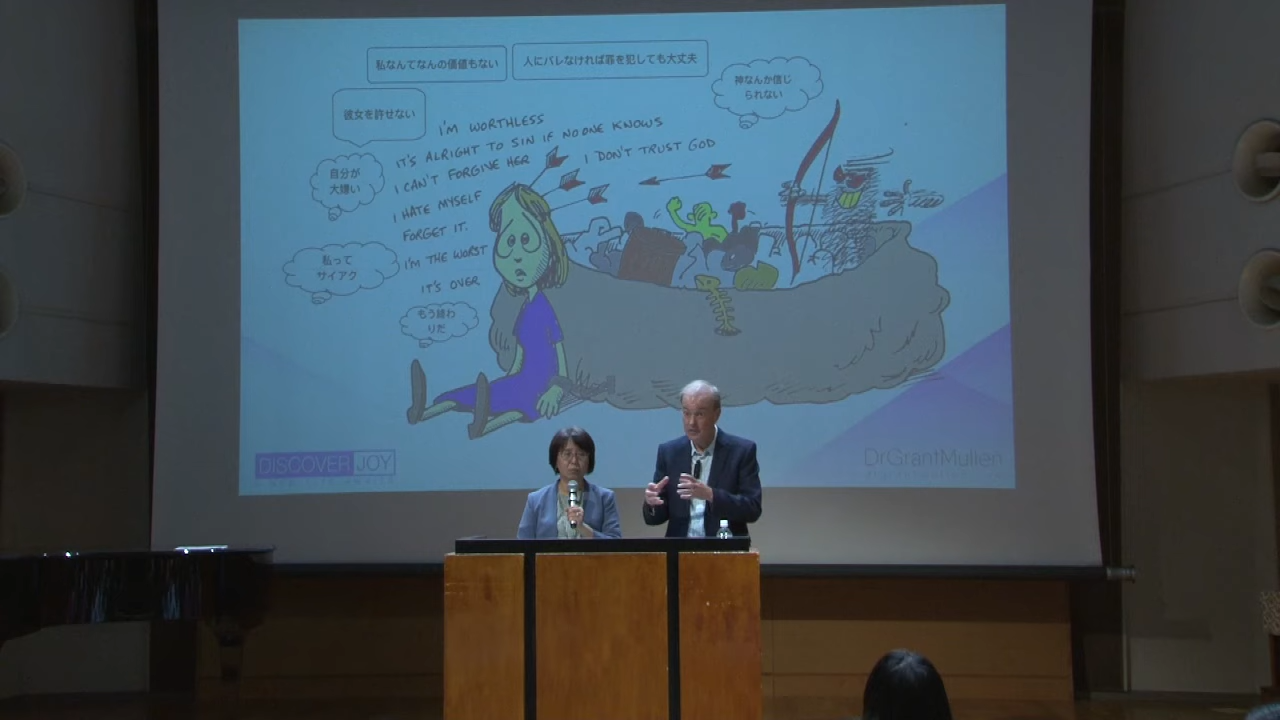 私なんてなんの価値もない
人にバレなければ罪を犯しても大丈夫
神なんか信じ
られない
彼女を許せない
I'M WORTHLESS
IT'S ALRIGHT TO SIN IF NO ONE KNOWS
I CAN'T FORGIVE HER
I DON'T TRUST GOD
自分が
大嫌い
I HATE MYSELF
FORGET IT.
私って
サイアク
I'M THE WORST
IT'S OVER
もう終わ
りだ
DISCOVER JOY
DrGrantMullen